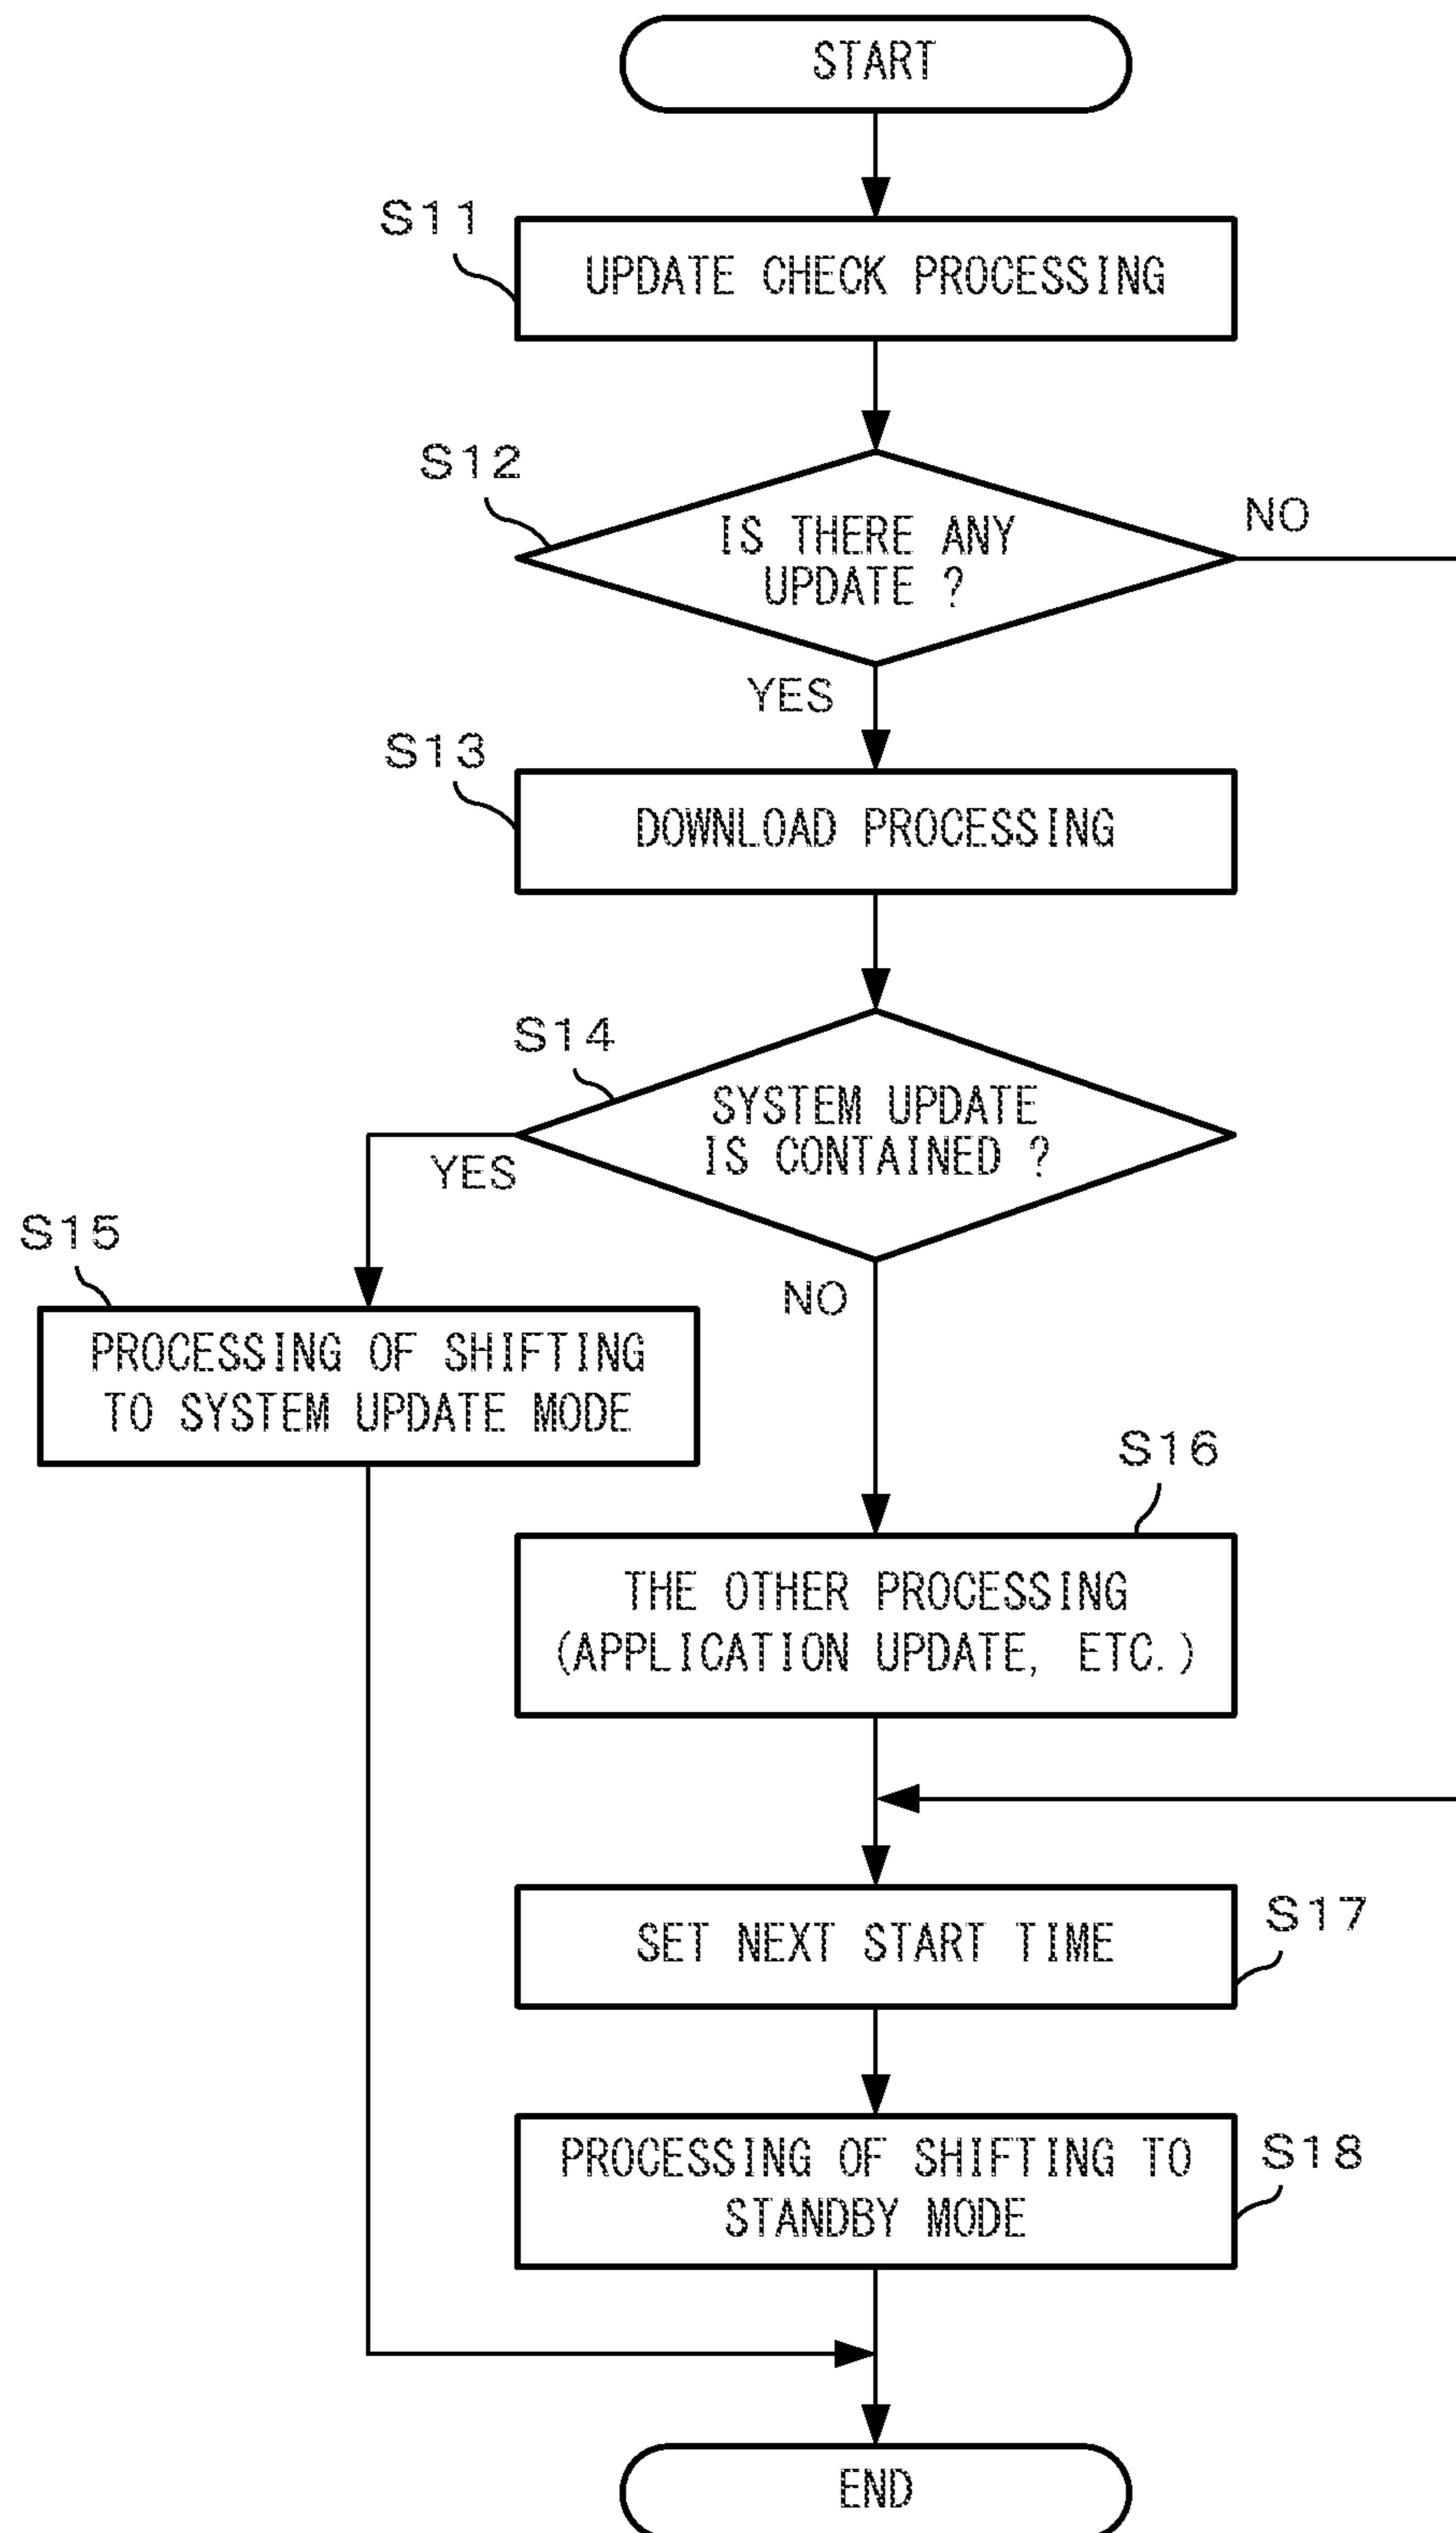 START
S11
UPDATE CHECK PROCESSING
S12
IS THERE ANY
UPDATE ?
NO
YES
S13
DOWNLOAD PROCESSING
S14
SYSTEM UPDATE
IS CONTAINED ?
YES
NO
S15
PROCESSING OF SHIFTING
TO SYSTEM UPDATE MODE
S16
THE OTHER PROCESSING
(APPLICATION UPDATE, ETC.)
SET NEXT START TIME
S17
PROCESSING OF SHIFTING TO
STANDBY MODE
S18
END